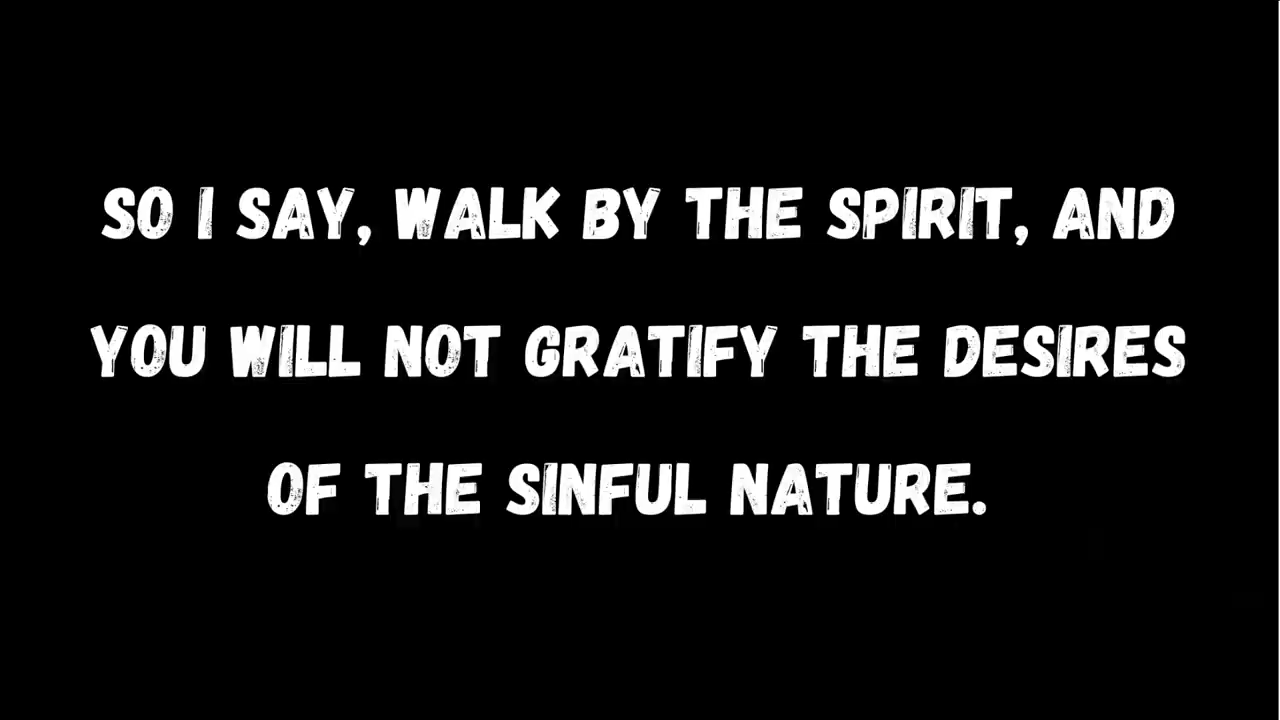 SO I SAY, WALK BY THE SPIRIT, AND
YOU WILL NOT GRATIFY THE DESIRES
OF THE SINFUL NATURE.